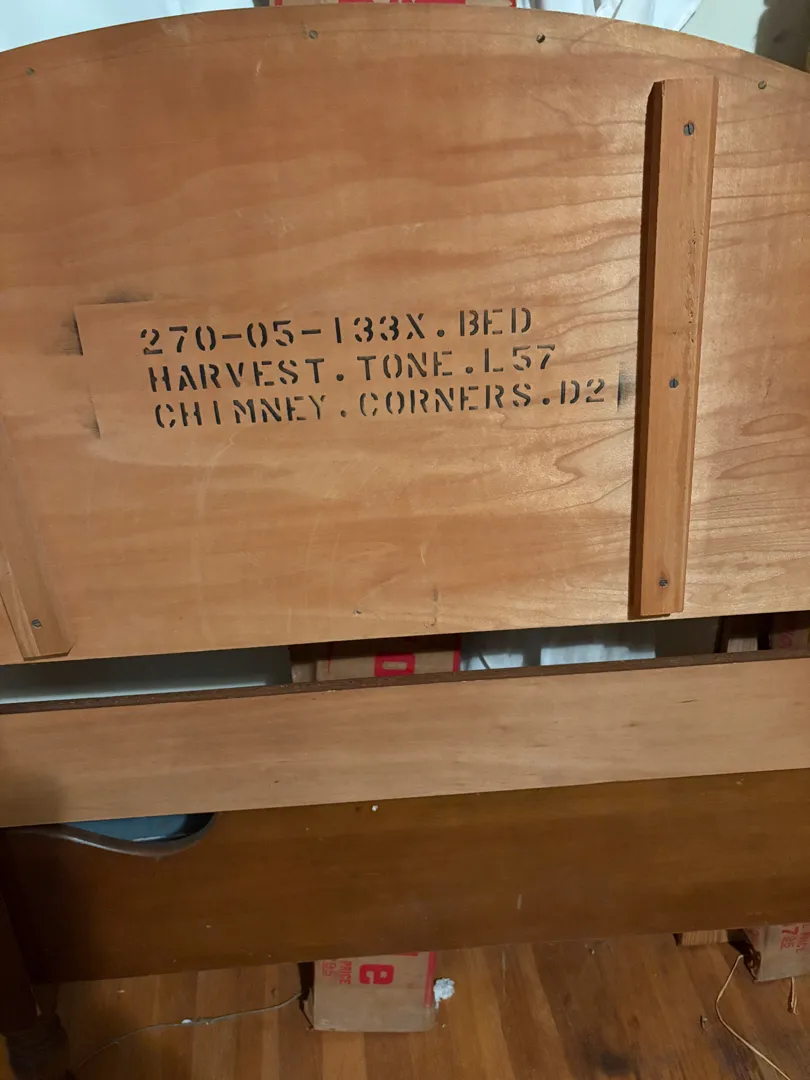 270-05-133X.BED
HARVEST.TONE.L57
CHIMNEY.CORNERS.D2